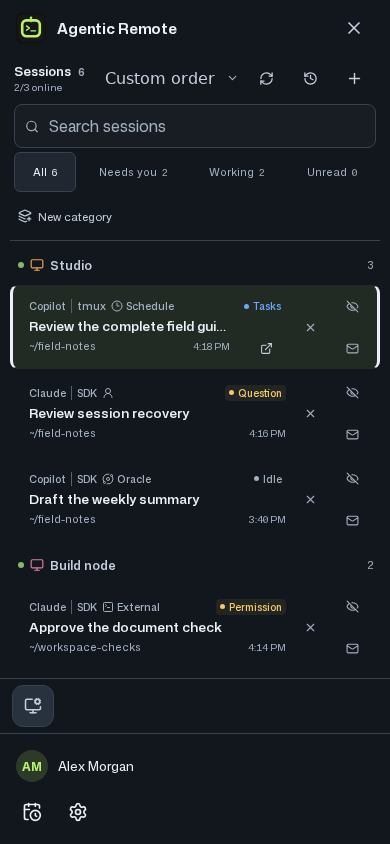 Agentic Remote
Sessions 6
2/3 online
Custom order
Search sessions
All 6
Needs you 2
Working 2
Unread 0
New category
Studio 3
Copilot | tmux Schedule Tasks
Review the complete field gui...
~/field-notes 4:18 PM
Claude | SDK Question
Review session recovery
~/field-notes 4:16 PM
Copilot | SDK Oracle Idle
Draft the weekly summary
~/field-notes 3:40 PM
Build node 2
Claude | SDK External Permission
Approve the document check
~/workspace-checks 4:14 PM
AM Alex Morgan